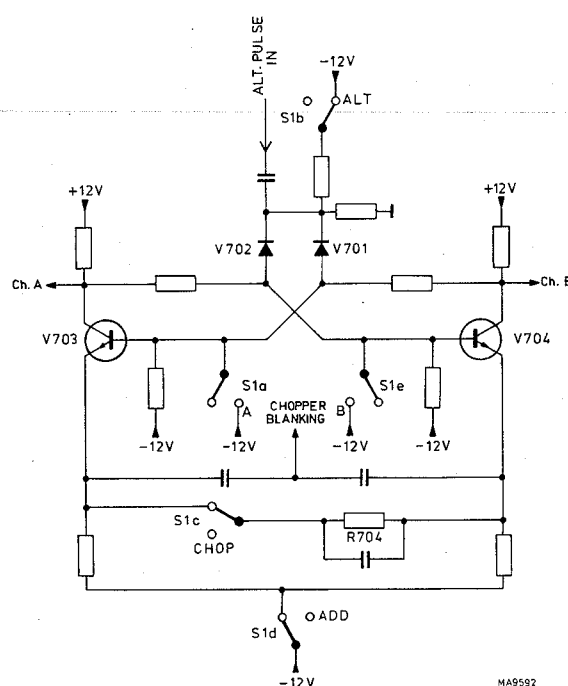 ALT. PULSE
IN
-12V
ALT
S1b
+12V
+12V
V702
V701
Ch. A
Ch. B
V703
V704
S1a
S1e
A
CHOPPER
BLANKING
B
-12V
-12V
-12V
-12V
S1c
CHOP
R704
S1d
ADD
-12V
MA9592